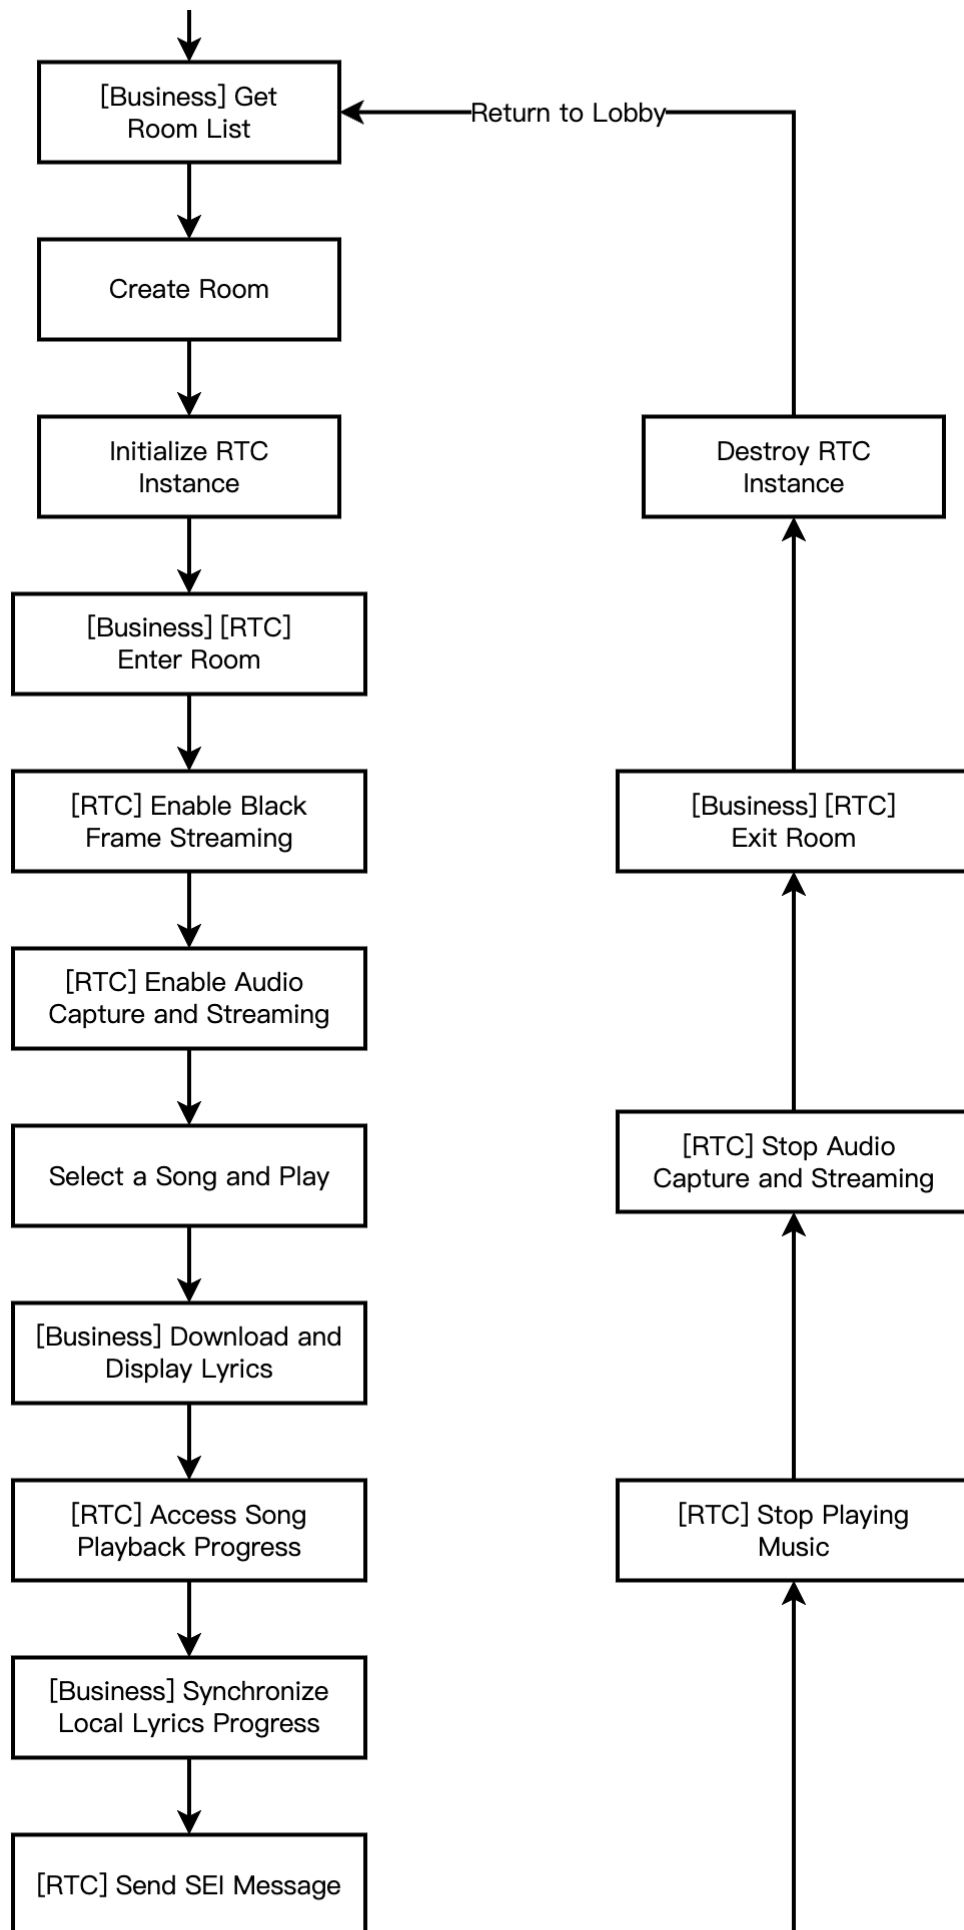 [Business] Get
Room List
Return to Lobby
Create Room
Initialize RTC
Instance
Destroy RTC
Instance
[Business] [RTC]
Enter Room
[RTC] Enable Black
Frame Streaming
[Business] [RTC]
Exit Room
[RTC] Enable Audio
Capture and Streaming
Select a Song and Play
[RTC] Stop Audio
Capture and Streaming
[Business] Download and
Display Lyrics
[RTC] Access Song
Playback Progress
[RTC] Stop Playing
Music
[Business] Synchronize
Local Lyrics Progress
[RTC] Send SEI Message